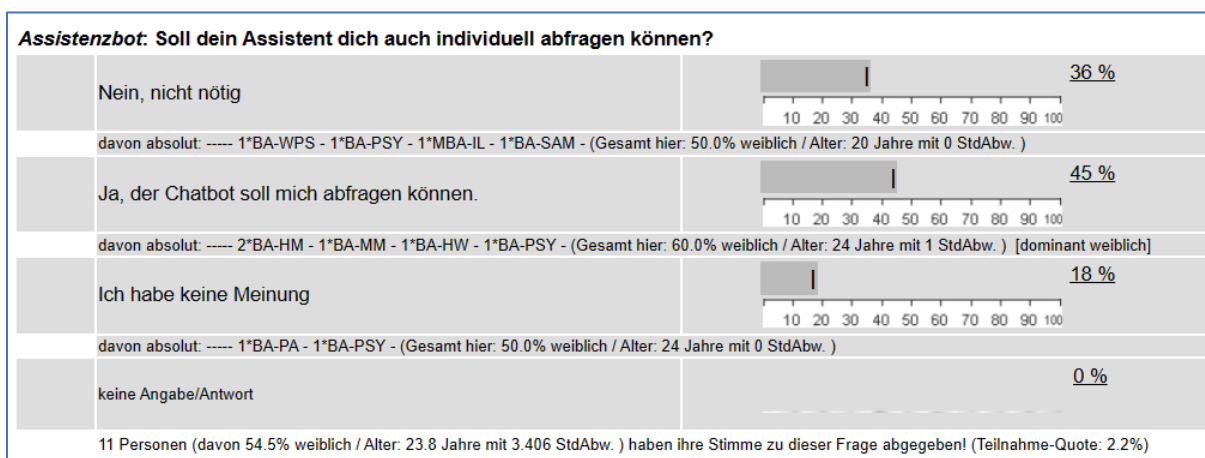 Assistenzbot: Soll dein Assistent dich auch individuell abfragen können?
Nein, nicht nötig
36 %
10 20 30 40 50 60 70 80 90 100
davon absolut: ----- 1*BA-WPS - 1*BA-PSY - 1*MBA-IL - 1*BA-SAM - (Gesamt hier: 50.0% weiblich / Alter: 20 Jahre mit 0 StdAbw. )
Ja, der Chatbot soll mich abfragen können.
45 %
10 20 30 40 50 60 70 80 90 100
davon absolut: ----- 2*BA-HM - 1*BA-MM - 1*BA-HW - 1*BA-PSY - (Gesamt hier: 60.0% weiblich / Alter: 24 Jahre mit 1 StdAbw. ) [dominant weiblich]
Ich habe keine Meinung
18 %
10 20 30 40 50 60 70 80 90 100
davon absolut: ----- 1*BA-PA - 1*BA-PSY - (Gesamt hier: 50.0% weiblich / Alter: 24 Jahre mit 0 StdAbw. )
keine Angabe/Antwort
0 %
11 Personen (davon 54.5% weiblich / Alter: 23.8 Jahre mit 3.406 StdAbw. ) haben ihre Stimme zu dieser Frage abgegeben! (Teilnahme-Quote: 2.2%)